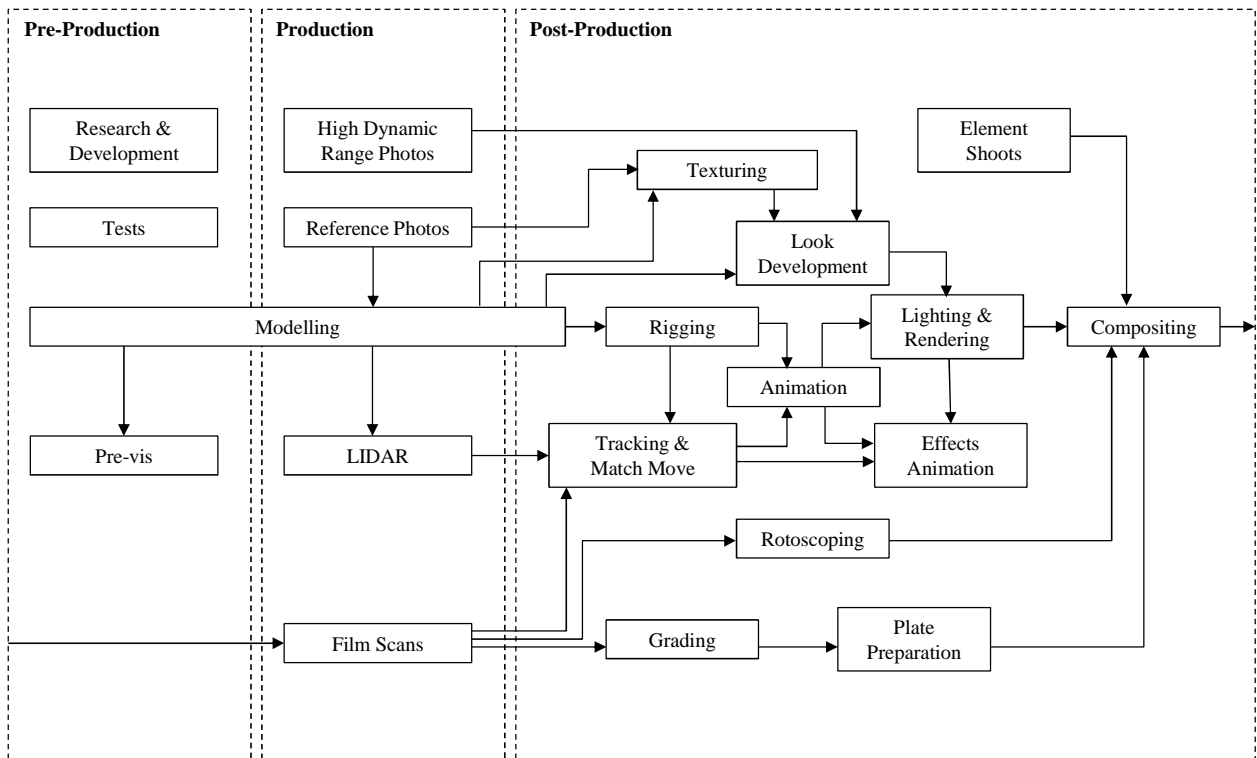 Pre-Production
Production
Post-Production
Research &
Development
High Dynamic
Range Photos
Element
Shoots
Texturing
Tests
Reference Photos
Look
Development
Modelling
Rigging
Lighting &
Rendering
Compositing
Animation
Pre-vis
LIDAR
Tracking &
Match Move
Effects
Animation
Rotoscoping
Film Scans
Grading
Plate
Preparation